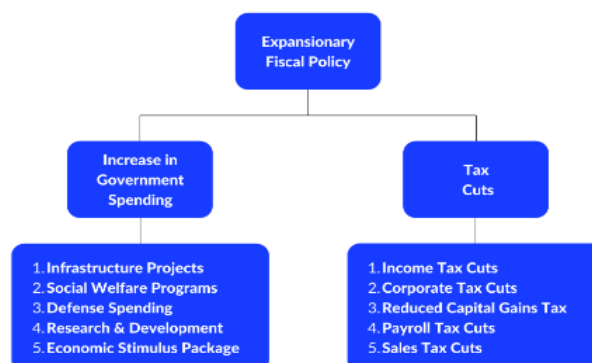 Expansionary
Fiscal Policy
Increase in
Government
Spending
Tax
Cuts
1. Infrastructure Projects
2. Social Welfare Programs
3. Defense Spending
4. Research & Development
5. Economic Stimulus Package
1. Income Tax Cuts
2. Corporate Tax Cuts
3. Reduced Capital Gains Tax
4. Payroll Tax Cuts
5. Sales Tax Cuts